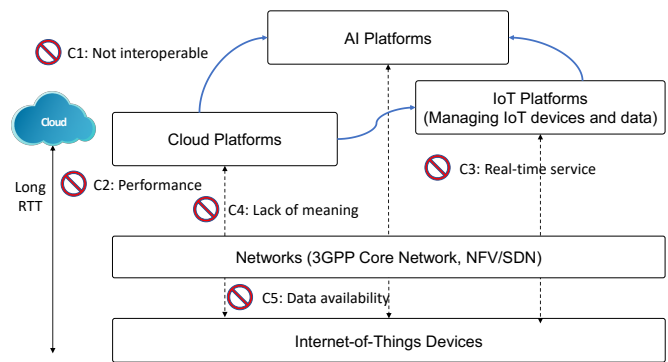 AI Platforms
C1: Not interoperable
IoT Platforms
(Managing IoT devices and data)
Cloud
Cloud Platforms
C3: Real-time service
Long
RTT
C2: Performance
C4: Lack of meaning
Networks (3GPP Core Network, NFV/SDN)
C5: Data availability
Internet-of-Things Devices